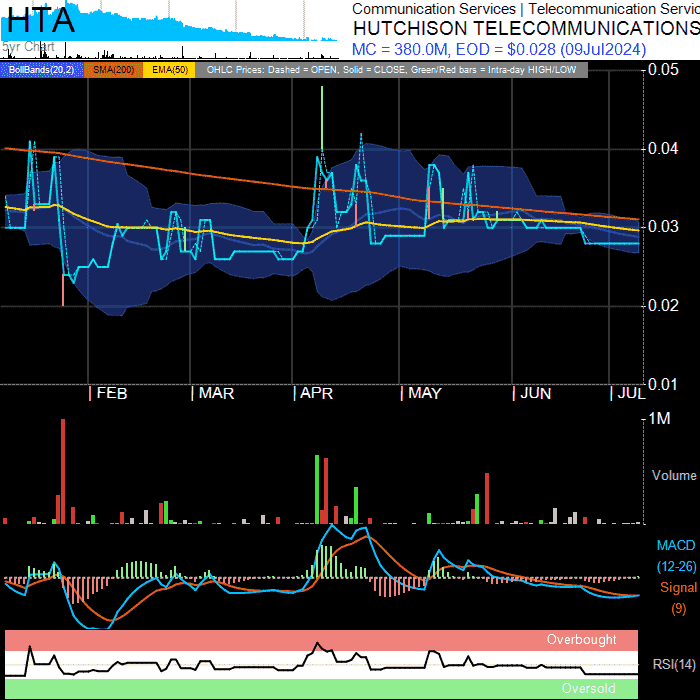 HTA
5yr Chart
Communication Services | Telecommunication Servic
HUTCHISON TELECOMMUNICATIONS
MC = 380.0M, EOD = $0.028 (09Jul2024)
BollBands(20,2) SMA(200) EMA(50) OHLC Prices: Dashed = OPEN, Solid = CLOSE, Green/Red bars = Intra-day HIGH/LOW
0.05
0.04
0.03
0.02
0.01
FEB MAR APR MAY JUN JUL
1M
Volume
MACD
(12-26)
Signal
(9)
Overbought
RSI(14)
Oversold